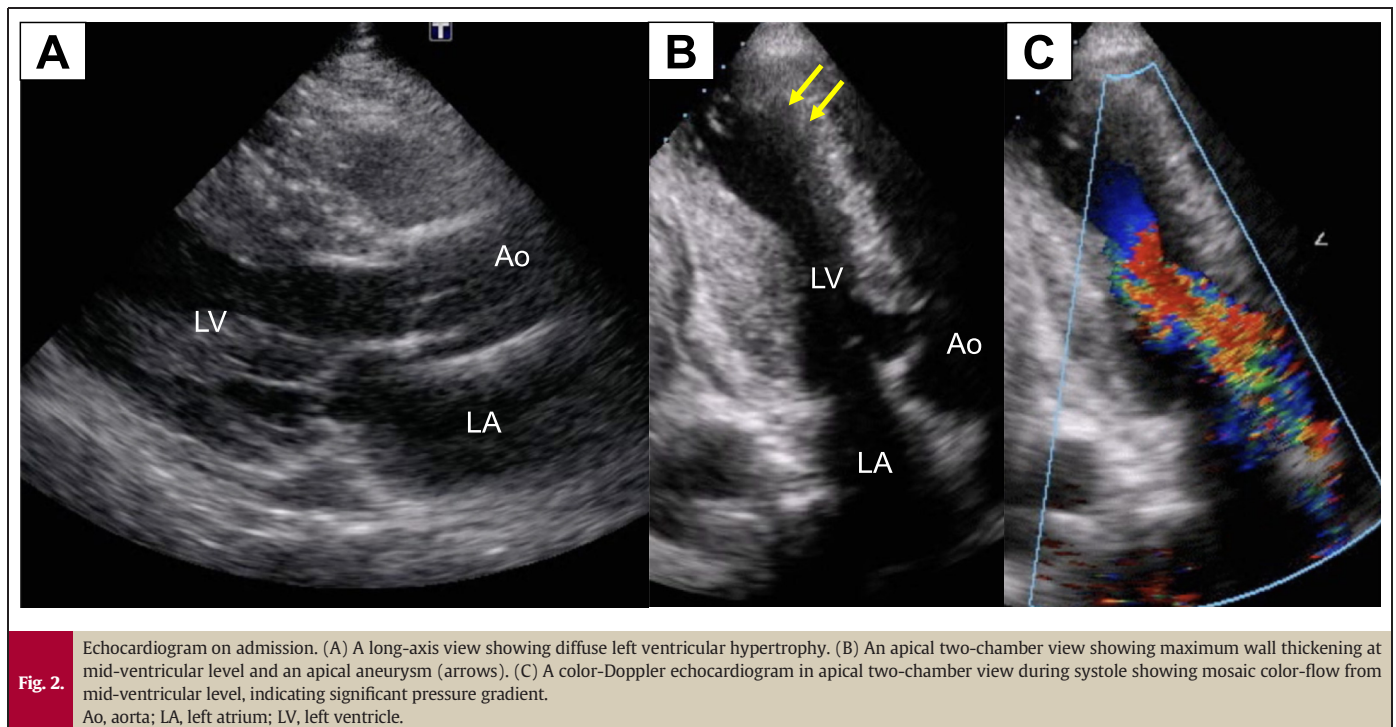 A
T
B
C
Ao
LV
LA
LV
Ao
LA
Fig. 2.
Echocardiogram on admission. (A) A long-axis view showing diffuse left ventricular hypertrophy. (B) An apical two-chamber view showing maximum wall thickening at
mid-ventricular level and an apical aneurysm (arrows). (C) A color-Doppler echocardiogram in apical two-chamber view during systole showing mosaic color-flow from
mid-ventricular level, indicating significant pressure gradient.
Ao, aorta; LA, left atrium; LV, left ventricle.